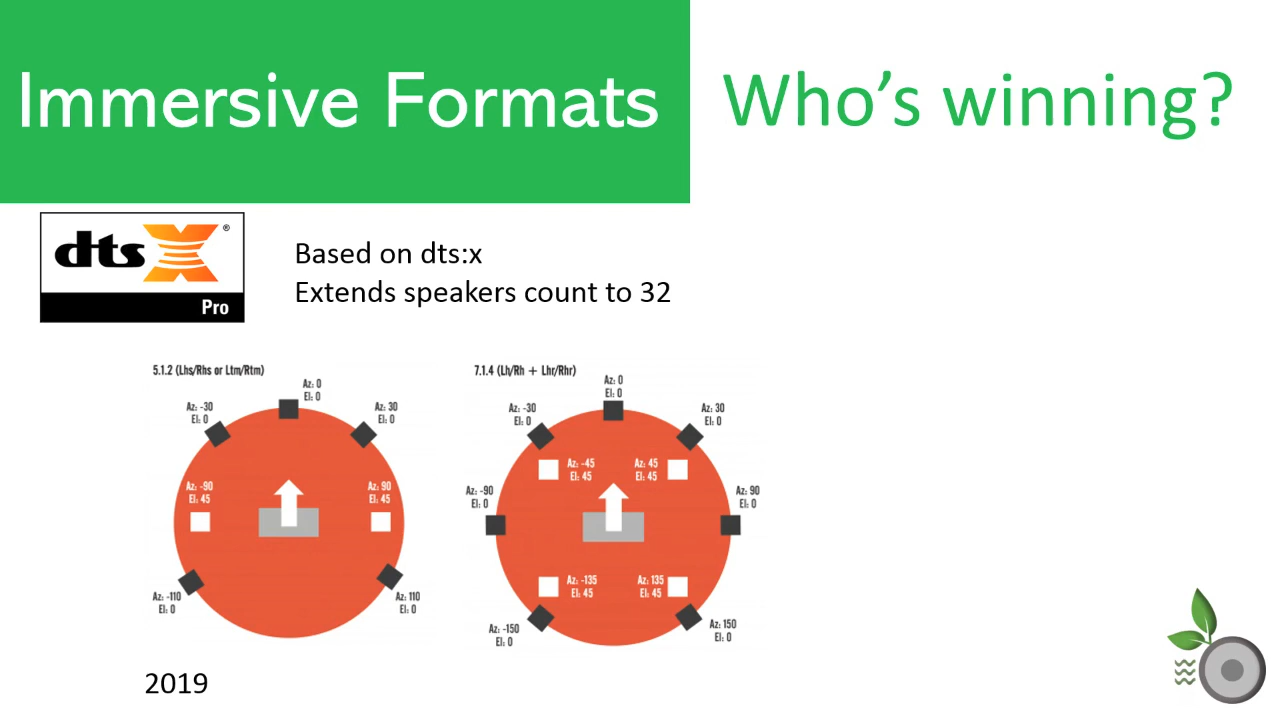 Immersive Formats
Who's winning?
dts X ®
Pro
Based on dts:x
Extends speakers count to 32
5.1.2 (Lhs/Rhs or Ltm/Rtm)
Az: 0
El: 0
Az: -30
El: 0
Az: 30
El: 0
Az: -90
El: 45
Az: 90
El: 45
Az: -110
El: 0
Az: 110
El: 0
7.1.4 (Lh/Rh + Lhr/Rhr)
Az: 0
El: 0
Az: -30
El: 0
Az: 30
El: 0
Az: -45
El: 45
Az: 45
El: 45
Az: -90
El: 0
Az: 90
El: 0
Az: -135
El: 45
Az: 135
El: 45
Az: -150
El: 0
Az: 150
El: 0
2019